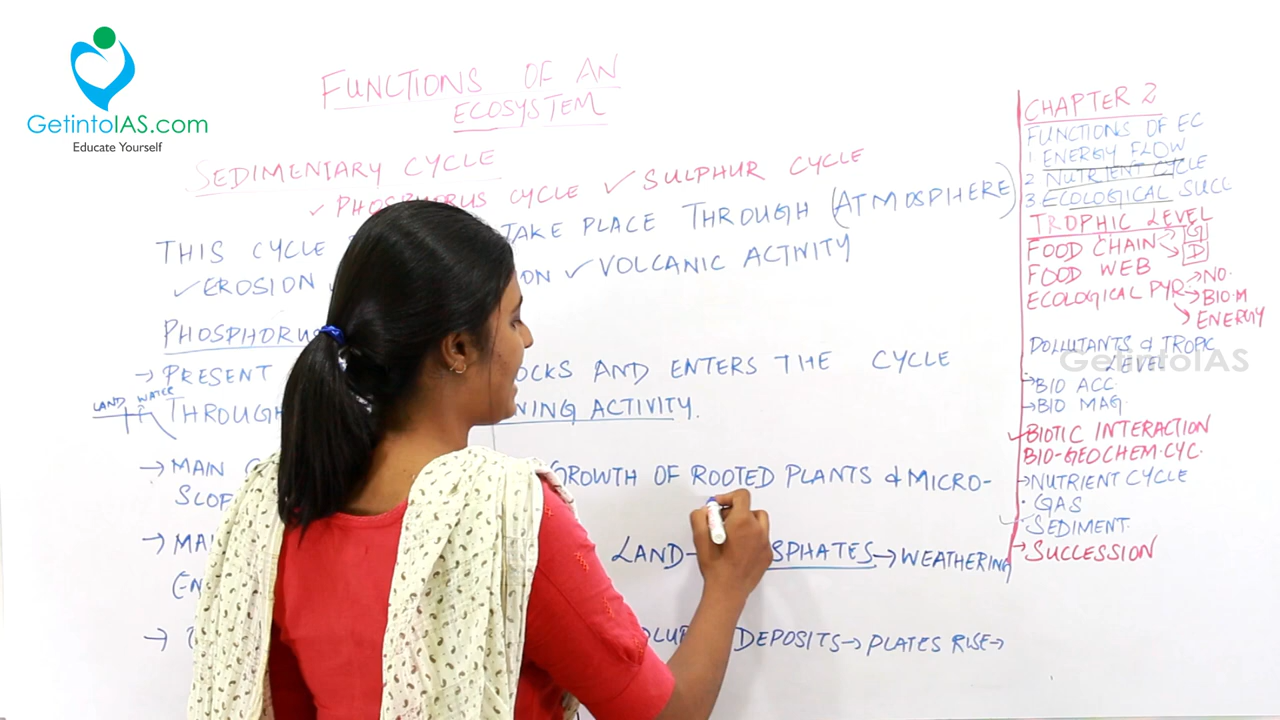 GetintoIAS.com
Educate Yourself
FUNCTIONS OF AN
ECOSYSTEM
SEDIMENTARY CYCLE
✓ PHOSPHORUS CYCLE ✓ SULPHUR CYCLE
THIS CYCLE TAKE PLACE THROUGH (ATMOSPHERE)
✓ EROSION ON ✓ VOLCANIC ACTIVITY
PHOSPHORUS
→ PRESENT OCKS AND ENTERS THE CYCLE
LAND WATER
THROUGH NING ACTIVITY.
→ MAIN GROWTH OF ROOTED PLANTS & MICRO-
SCOP
→ MAI LAND → SPHATES → WEATHERING
EN
→ DEPOSITS → PLATES RISE →
CHAPTER 2
FUNCTIONS OF EC
1 ENERGY FLOW
2 NUTRIENT CYCLE
3. ECOLOGICAL SUCC
TROPHIC LEVEL
FOOD CHAIN → G
→ D
FOOD WEB
ECOLOGICAL PYR → NO.
→ BIO.M
→ ENERGY
POLLUTANTS & TROPIC
LEVEL
GetintoIAS
→ BIO ACC.
→ BIO MAG.
✓ BIOTIC INTERACTION
BIO-GEOCHEM.CYC.
→ NUTRIENT CYCLE
• GAS
✓ • SEDIMENT.
→ SUCCESSION